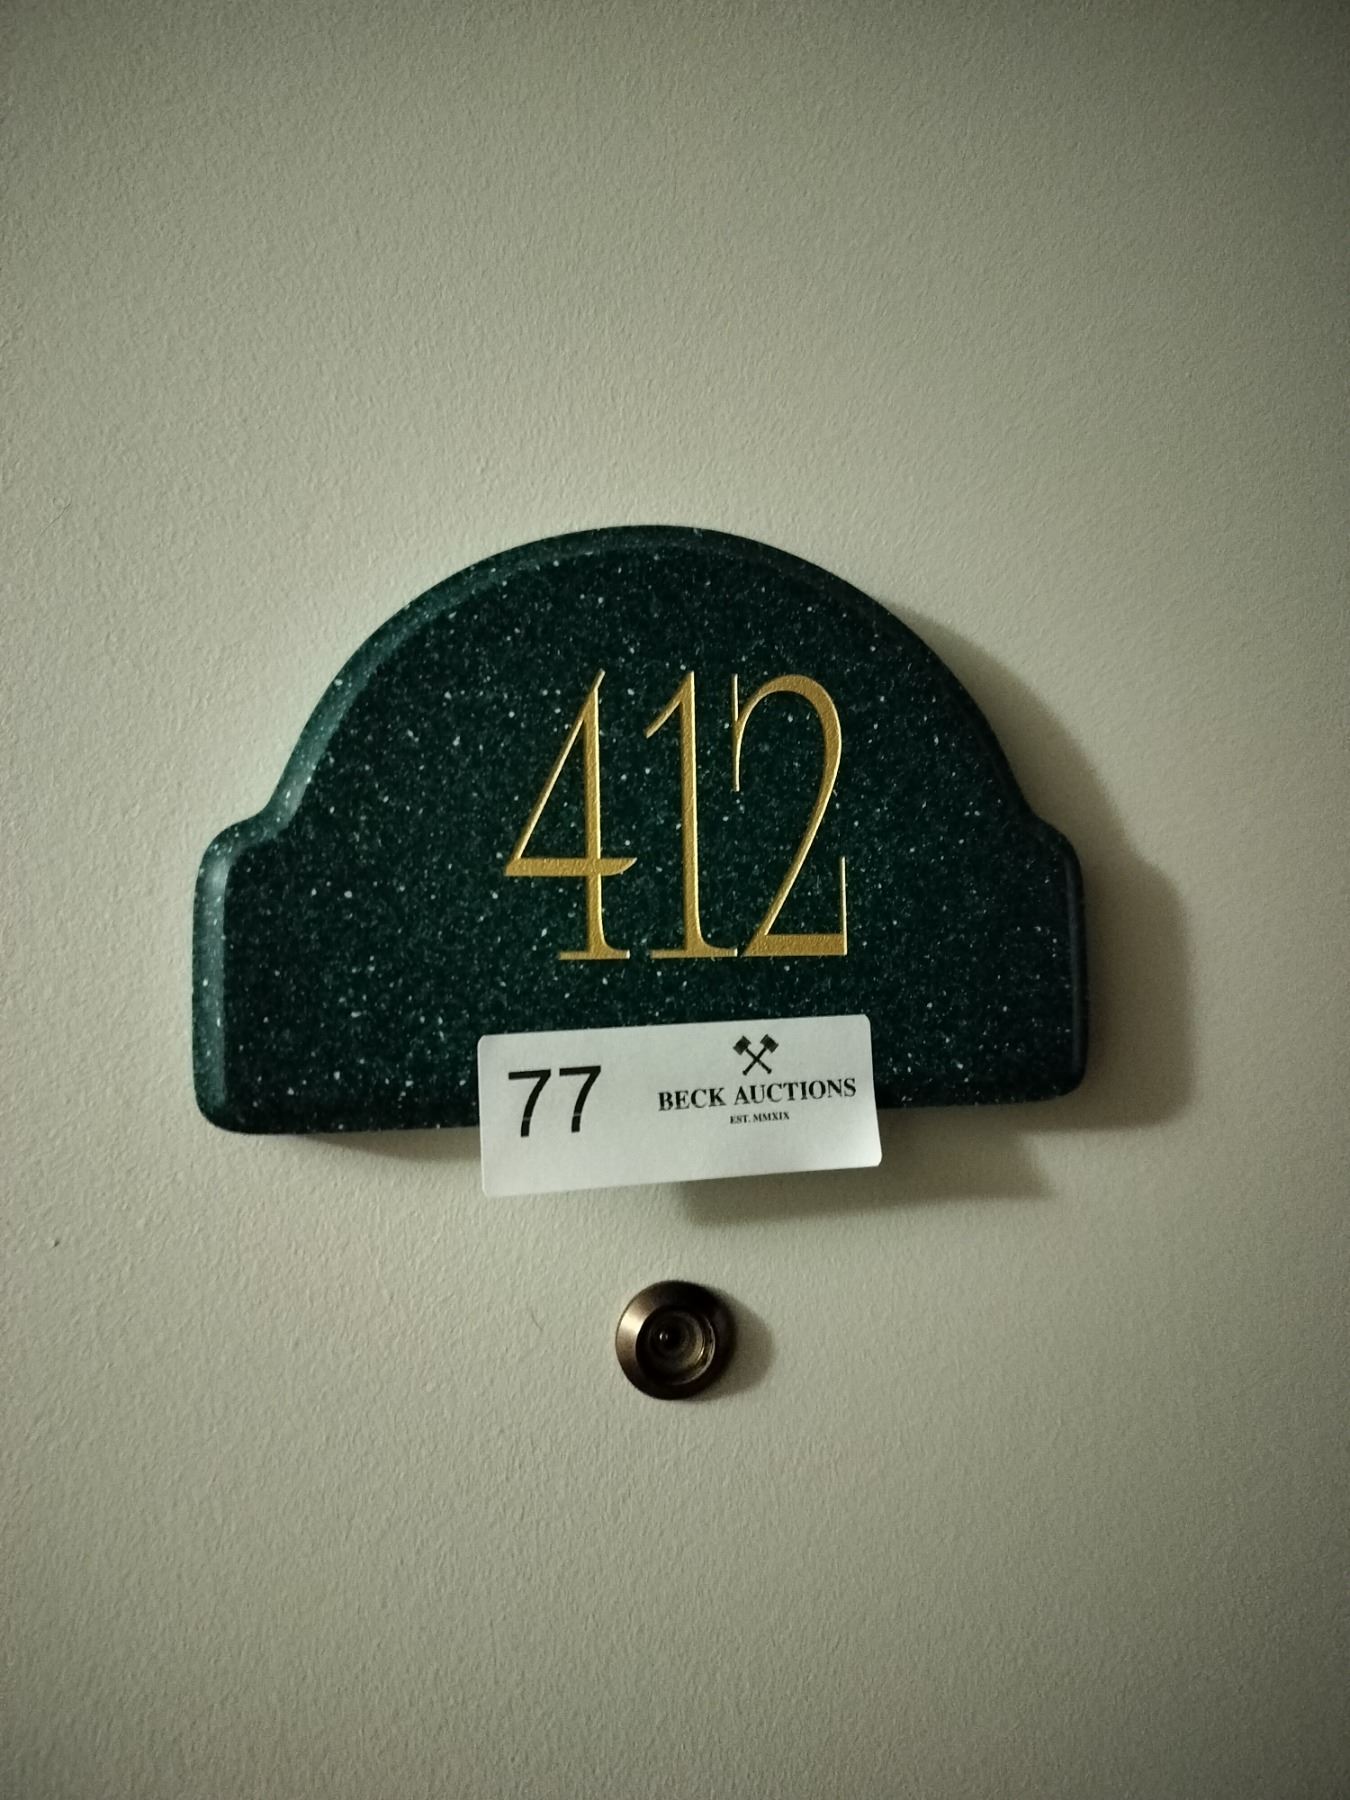 412
77
BECK AUCTIONS
EST. MMXIX